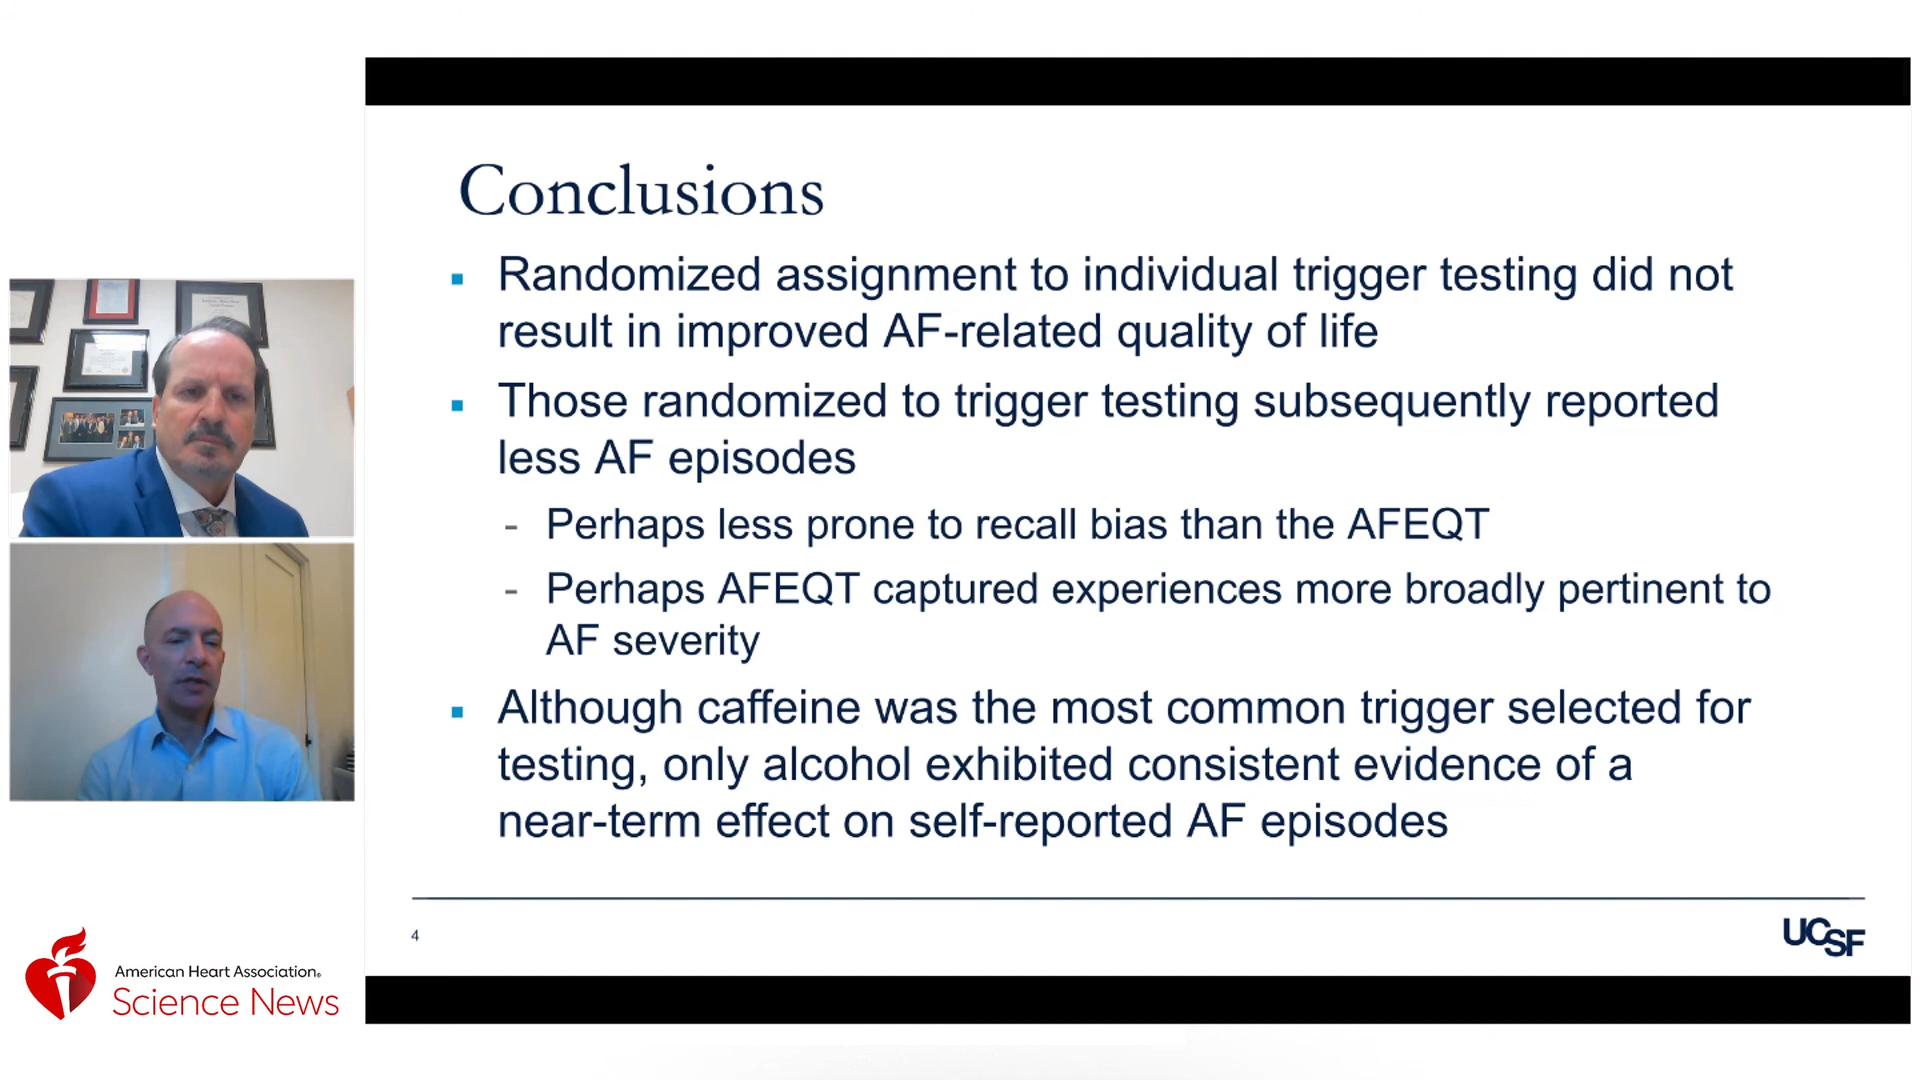 Conclusions
▪ Randomized assignment to individual trigger testing did not
result in improved AF-related quality of life
▪ Those randomized to trigger testing subsequently reported
less AF episodes
- Perhaps less prone to recall bias than the AFEQT
- Perhaps AFEQT captured experiences more broadly pertinent to
AF severity
▪ Although caffeine was the most common trigger selected for
testing, only alcohol exhibited consistent evidence of a
near-term effect on self-reported AF episodes
4
UCSF
American Heart Association®
Science News